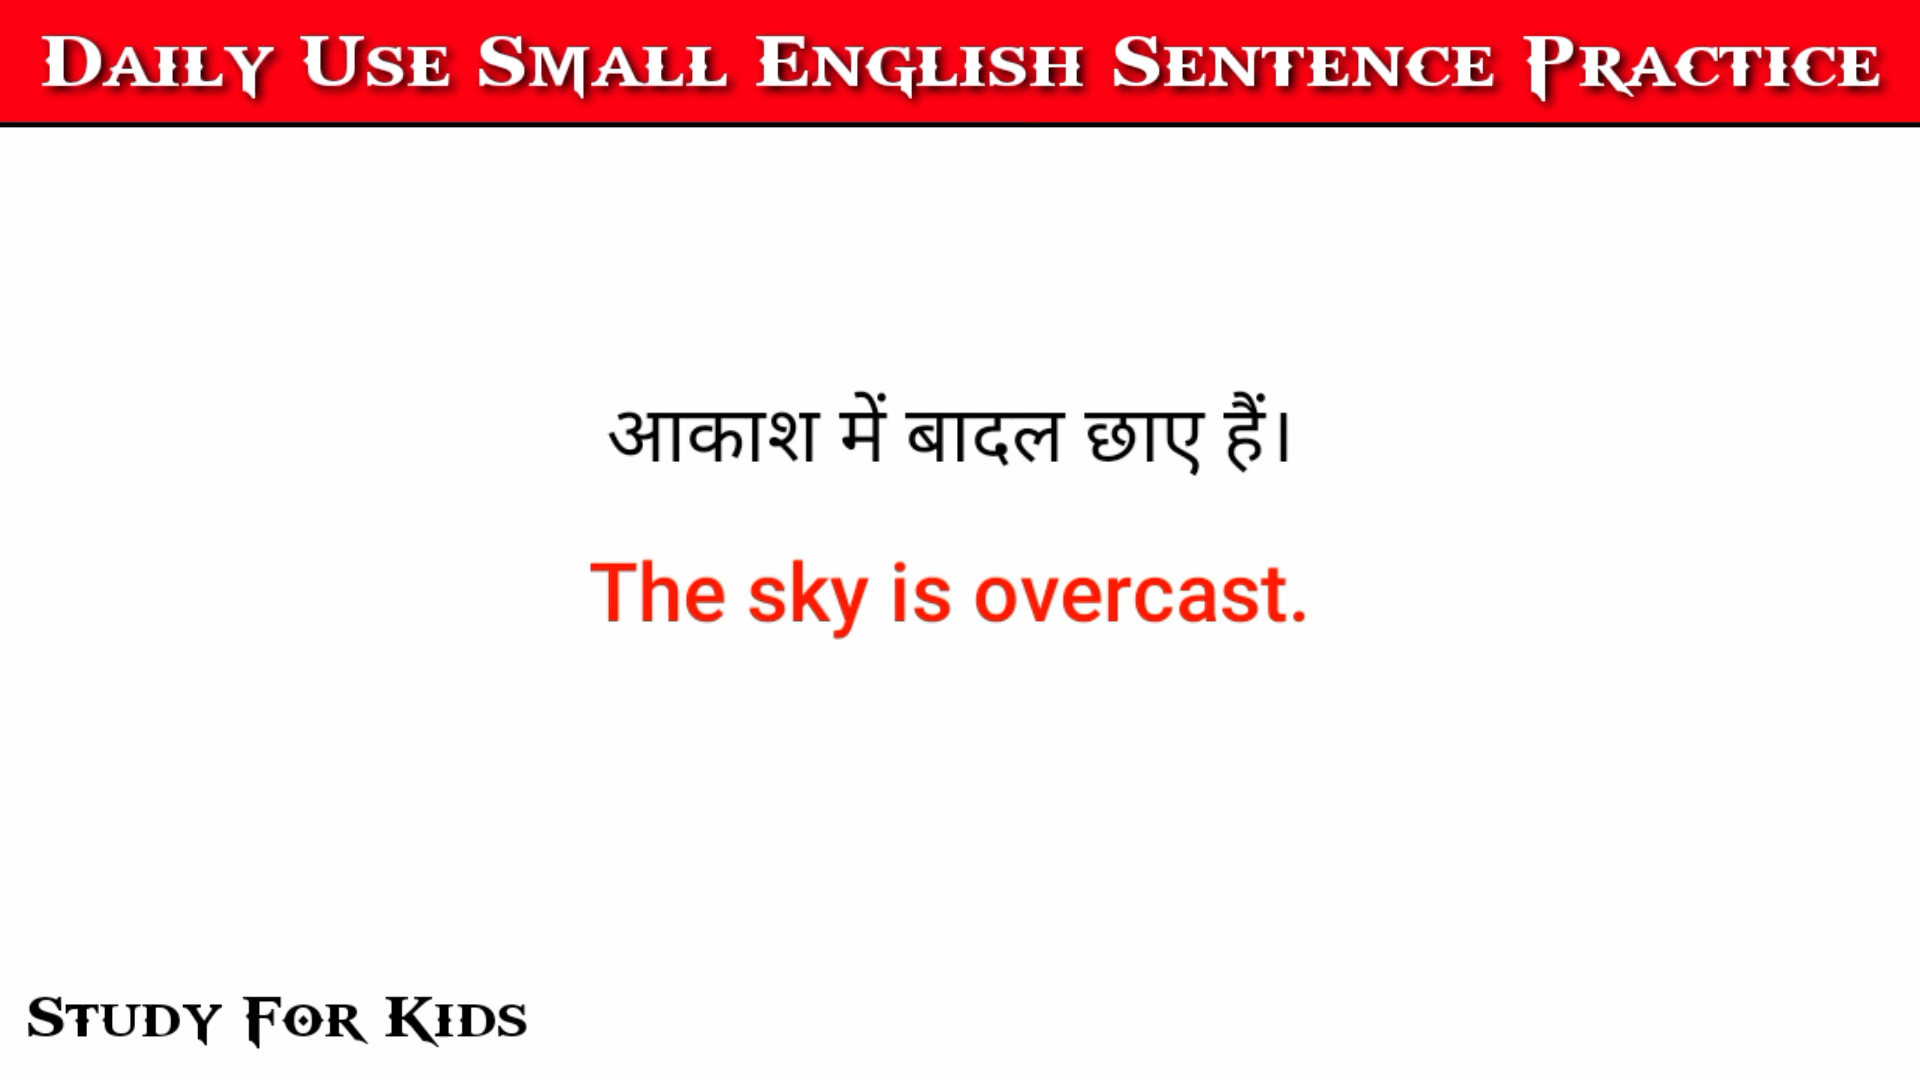 Daily Use Small English Sentence Practice
आकाश में बादल छाए हैं।
The sky is overcast.
Study For Kids